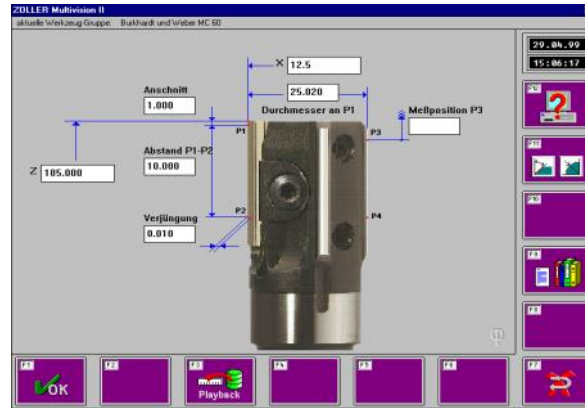 ZOLLER Multivision II
aktuelle Werkzeug-Gruppe: Burkhardt und Weber MC 60
29.04.99
15:06:17
X 12.5
25.020
Durchmesser an P1
Anschnitt
1.000
Meßposition P3
P1
P3
Abstand P1-P2
10.000
Z 105.000
P2
P4
Verjüngung
0.010
F12
F11
F10
F9
F8
F1
OK
F2
F3
Playback
F4
F5
F6
F7